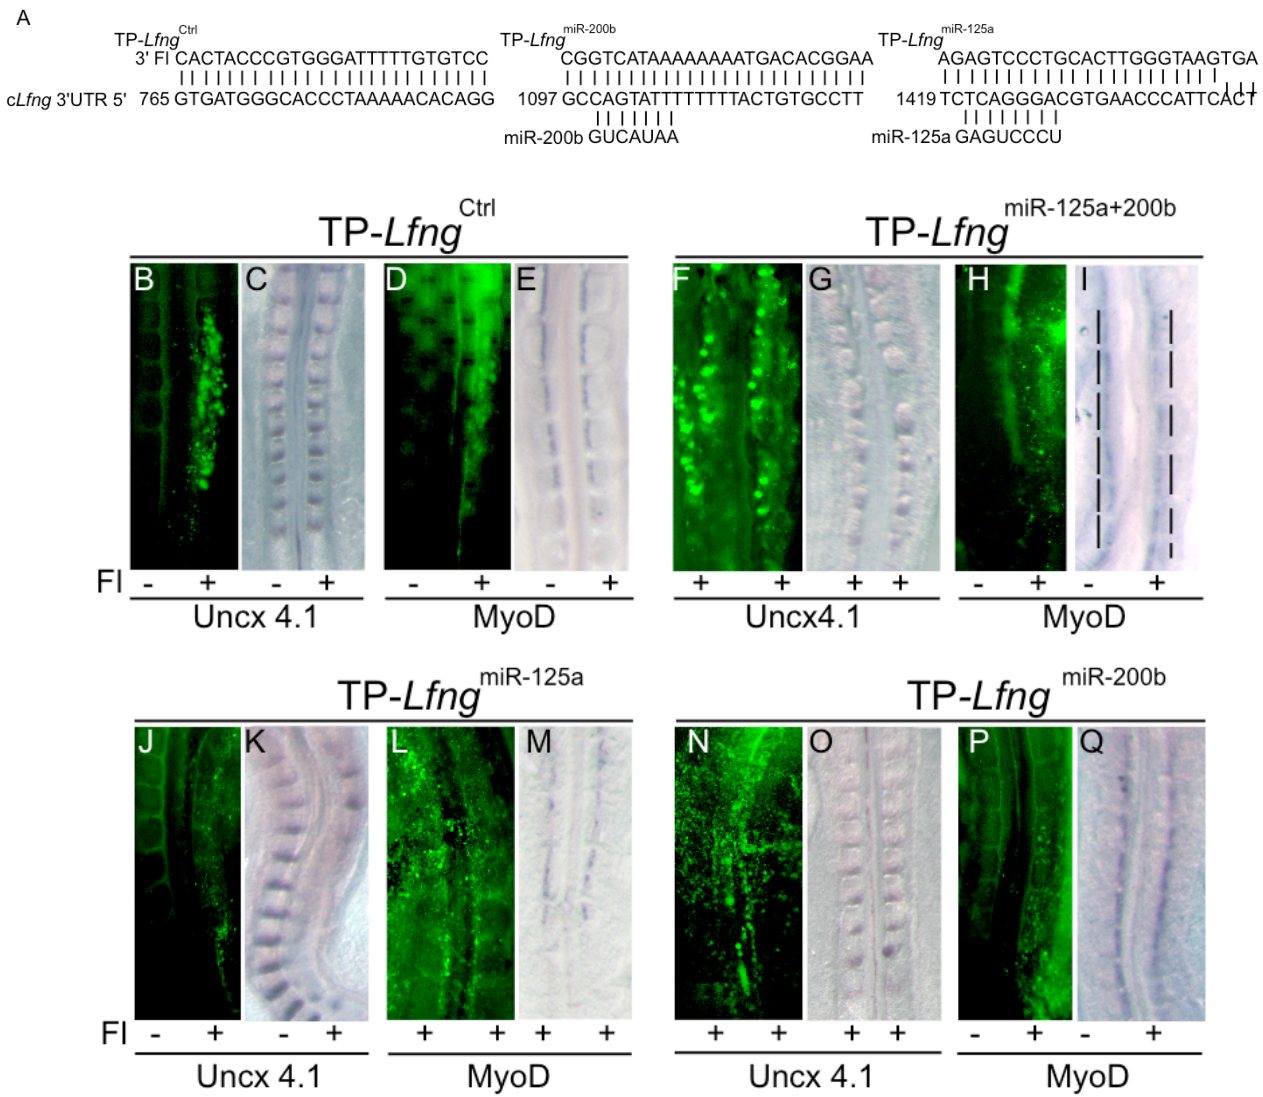 A
TP-Lfng Ctrl TP-Lfng miR-200b TP-Lfng miR-125a
3' Fl CACTACCCGTGGGATTTTTGTGTCC CGGTCATAAAAAAAATGACACGGAA AGAGTCCCTGCACTTGGGTAAGTGA
cLfng 3'UTR 5' 765 GTGATGGGCACCCTAAAAACACAGG 1097 GCCAGTATTTTTTTTACTGTGCCTT 1419 TCTCAGGGACGTGAACCCATTCACT
miR-200b GUCAUAA miR-125a GAGUCCCU
TP-Lfng Ctrl TP-Lfng miR-125a+200b
B C D E F G H I
Fl - + - + - + - + + + + + - + - +
Uncx 4.1 MyoD Uncx4.1 MyoD
TP-Lfng miR-125a TP-Lfng miR-200b
J K L M N O P Q
Fl - + - + + + + + + + + + - + - +
Uncx 4.1 MyoD Uncx 4.1 MyoD